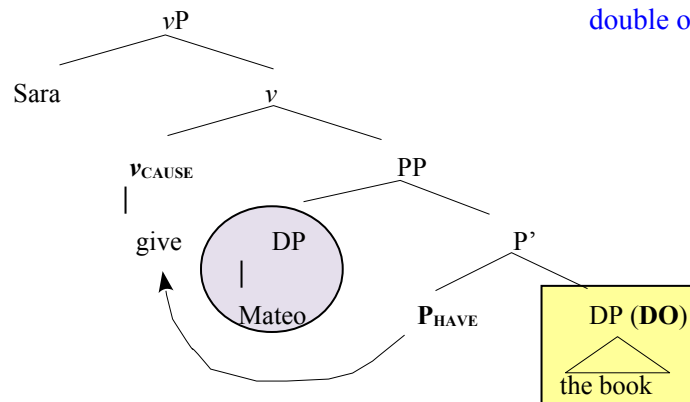 double o
vP
Sara
v
vCAUSE
PP
give
DP
P'
Mateo
PHAVE
DP (DO)
the book